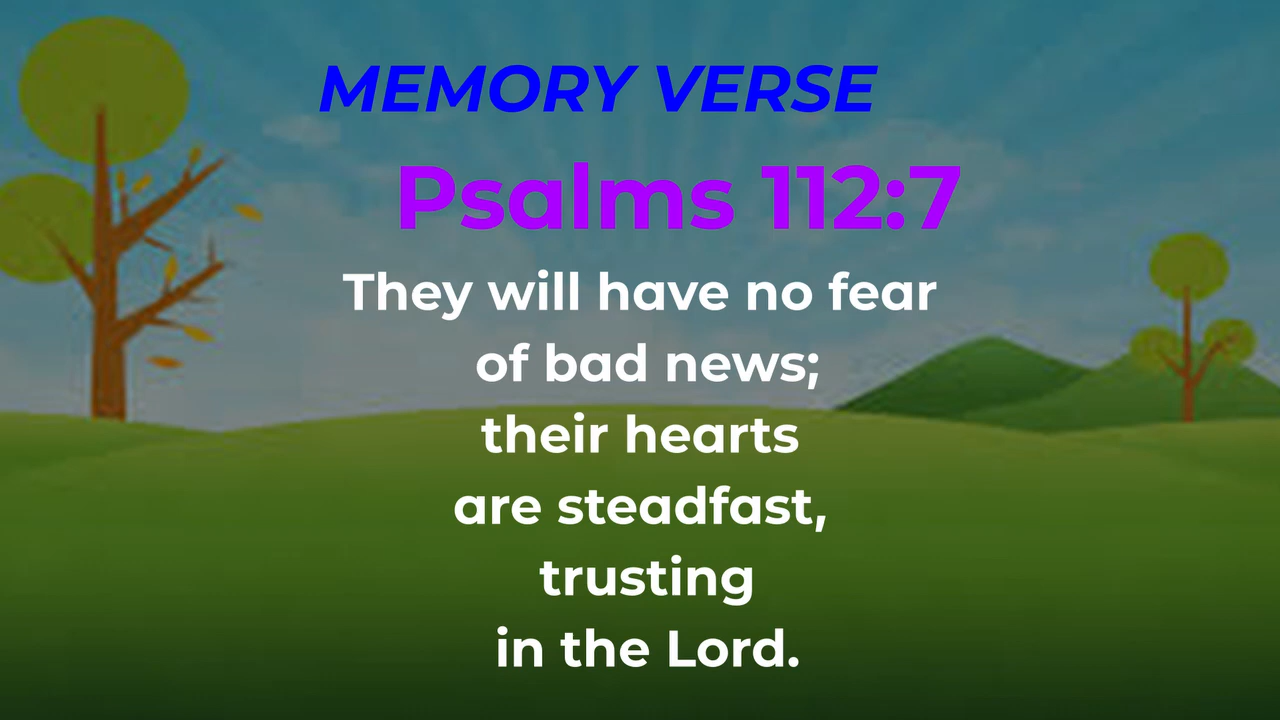 MEMORY VERSE
Psalms 112:7
They will have no fear
of bad news;
their hearts
are steadfast,
trusting
in the Lord.